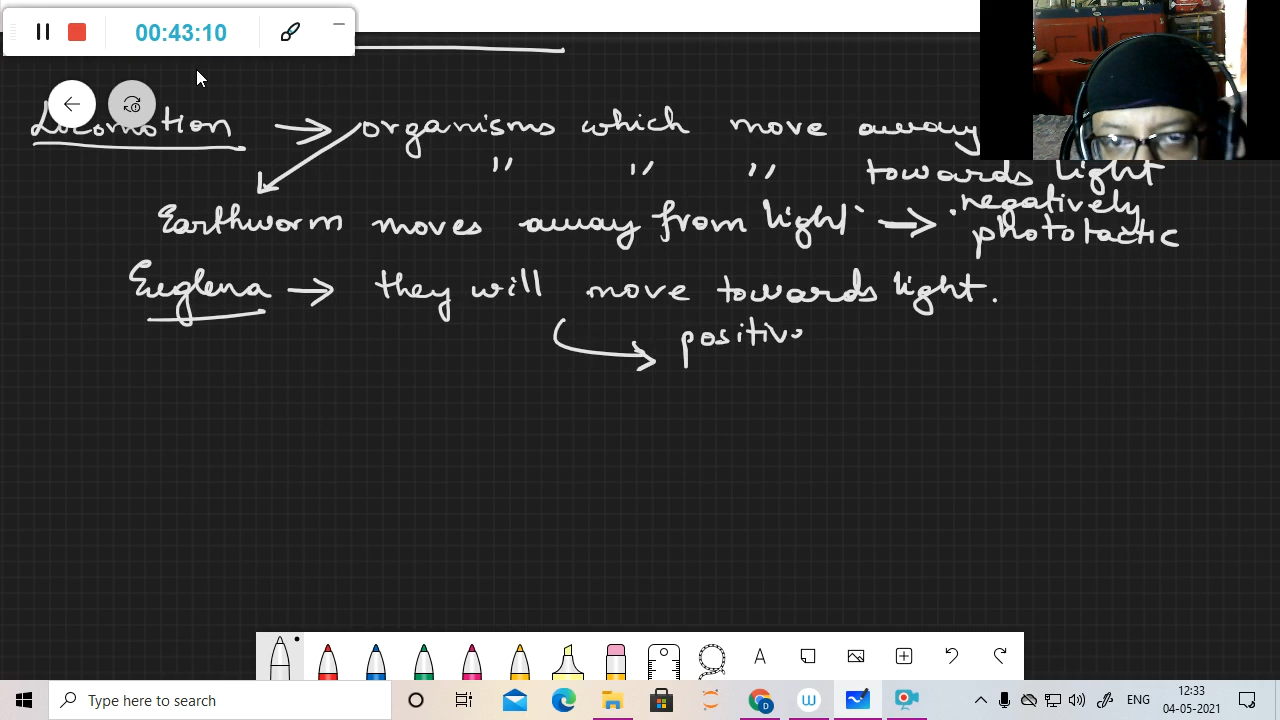 00:43:10
Locomotion → organisms which move away
" " " towards light
Earthworm moves away from light → negatively
phototactic
Euglena → they will move towards light.
positive
A
Type here to search
ENG
12:33
04-05-2021